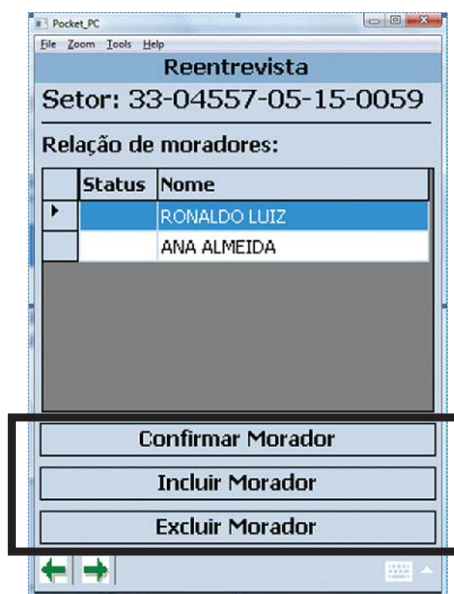 Pocket_PC
File Zoom Tools Help
Reentrevista
Setor: 33-04557-05-15-0059
Relação de moradores:
Status Nome
RONALDO LUIZ
ANA ALMEIDA
Confirmar Morador
Incluir Morador
Excluir Morador